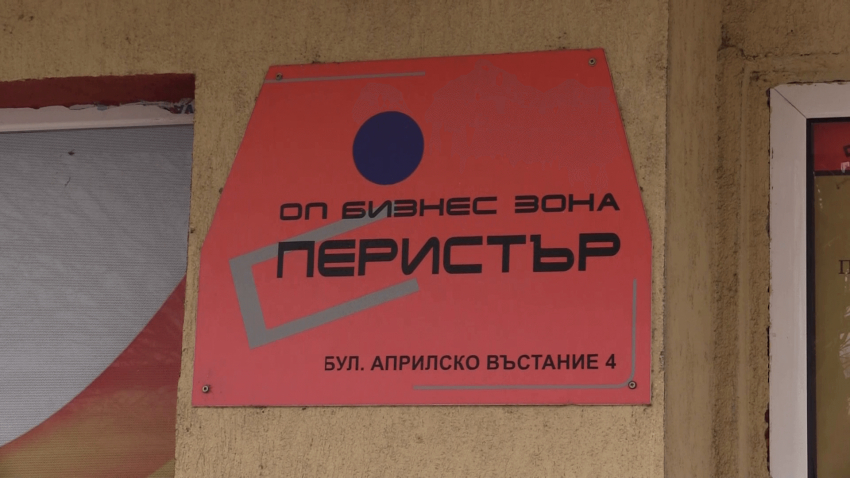 ОП БИЗНЕС ЗОНА
ПЕРИСТЪР
БУЛ. АПРИЛСКО ВЪСТАНИЕ 4